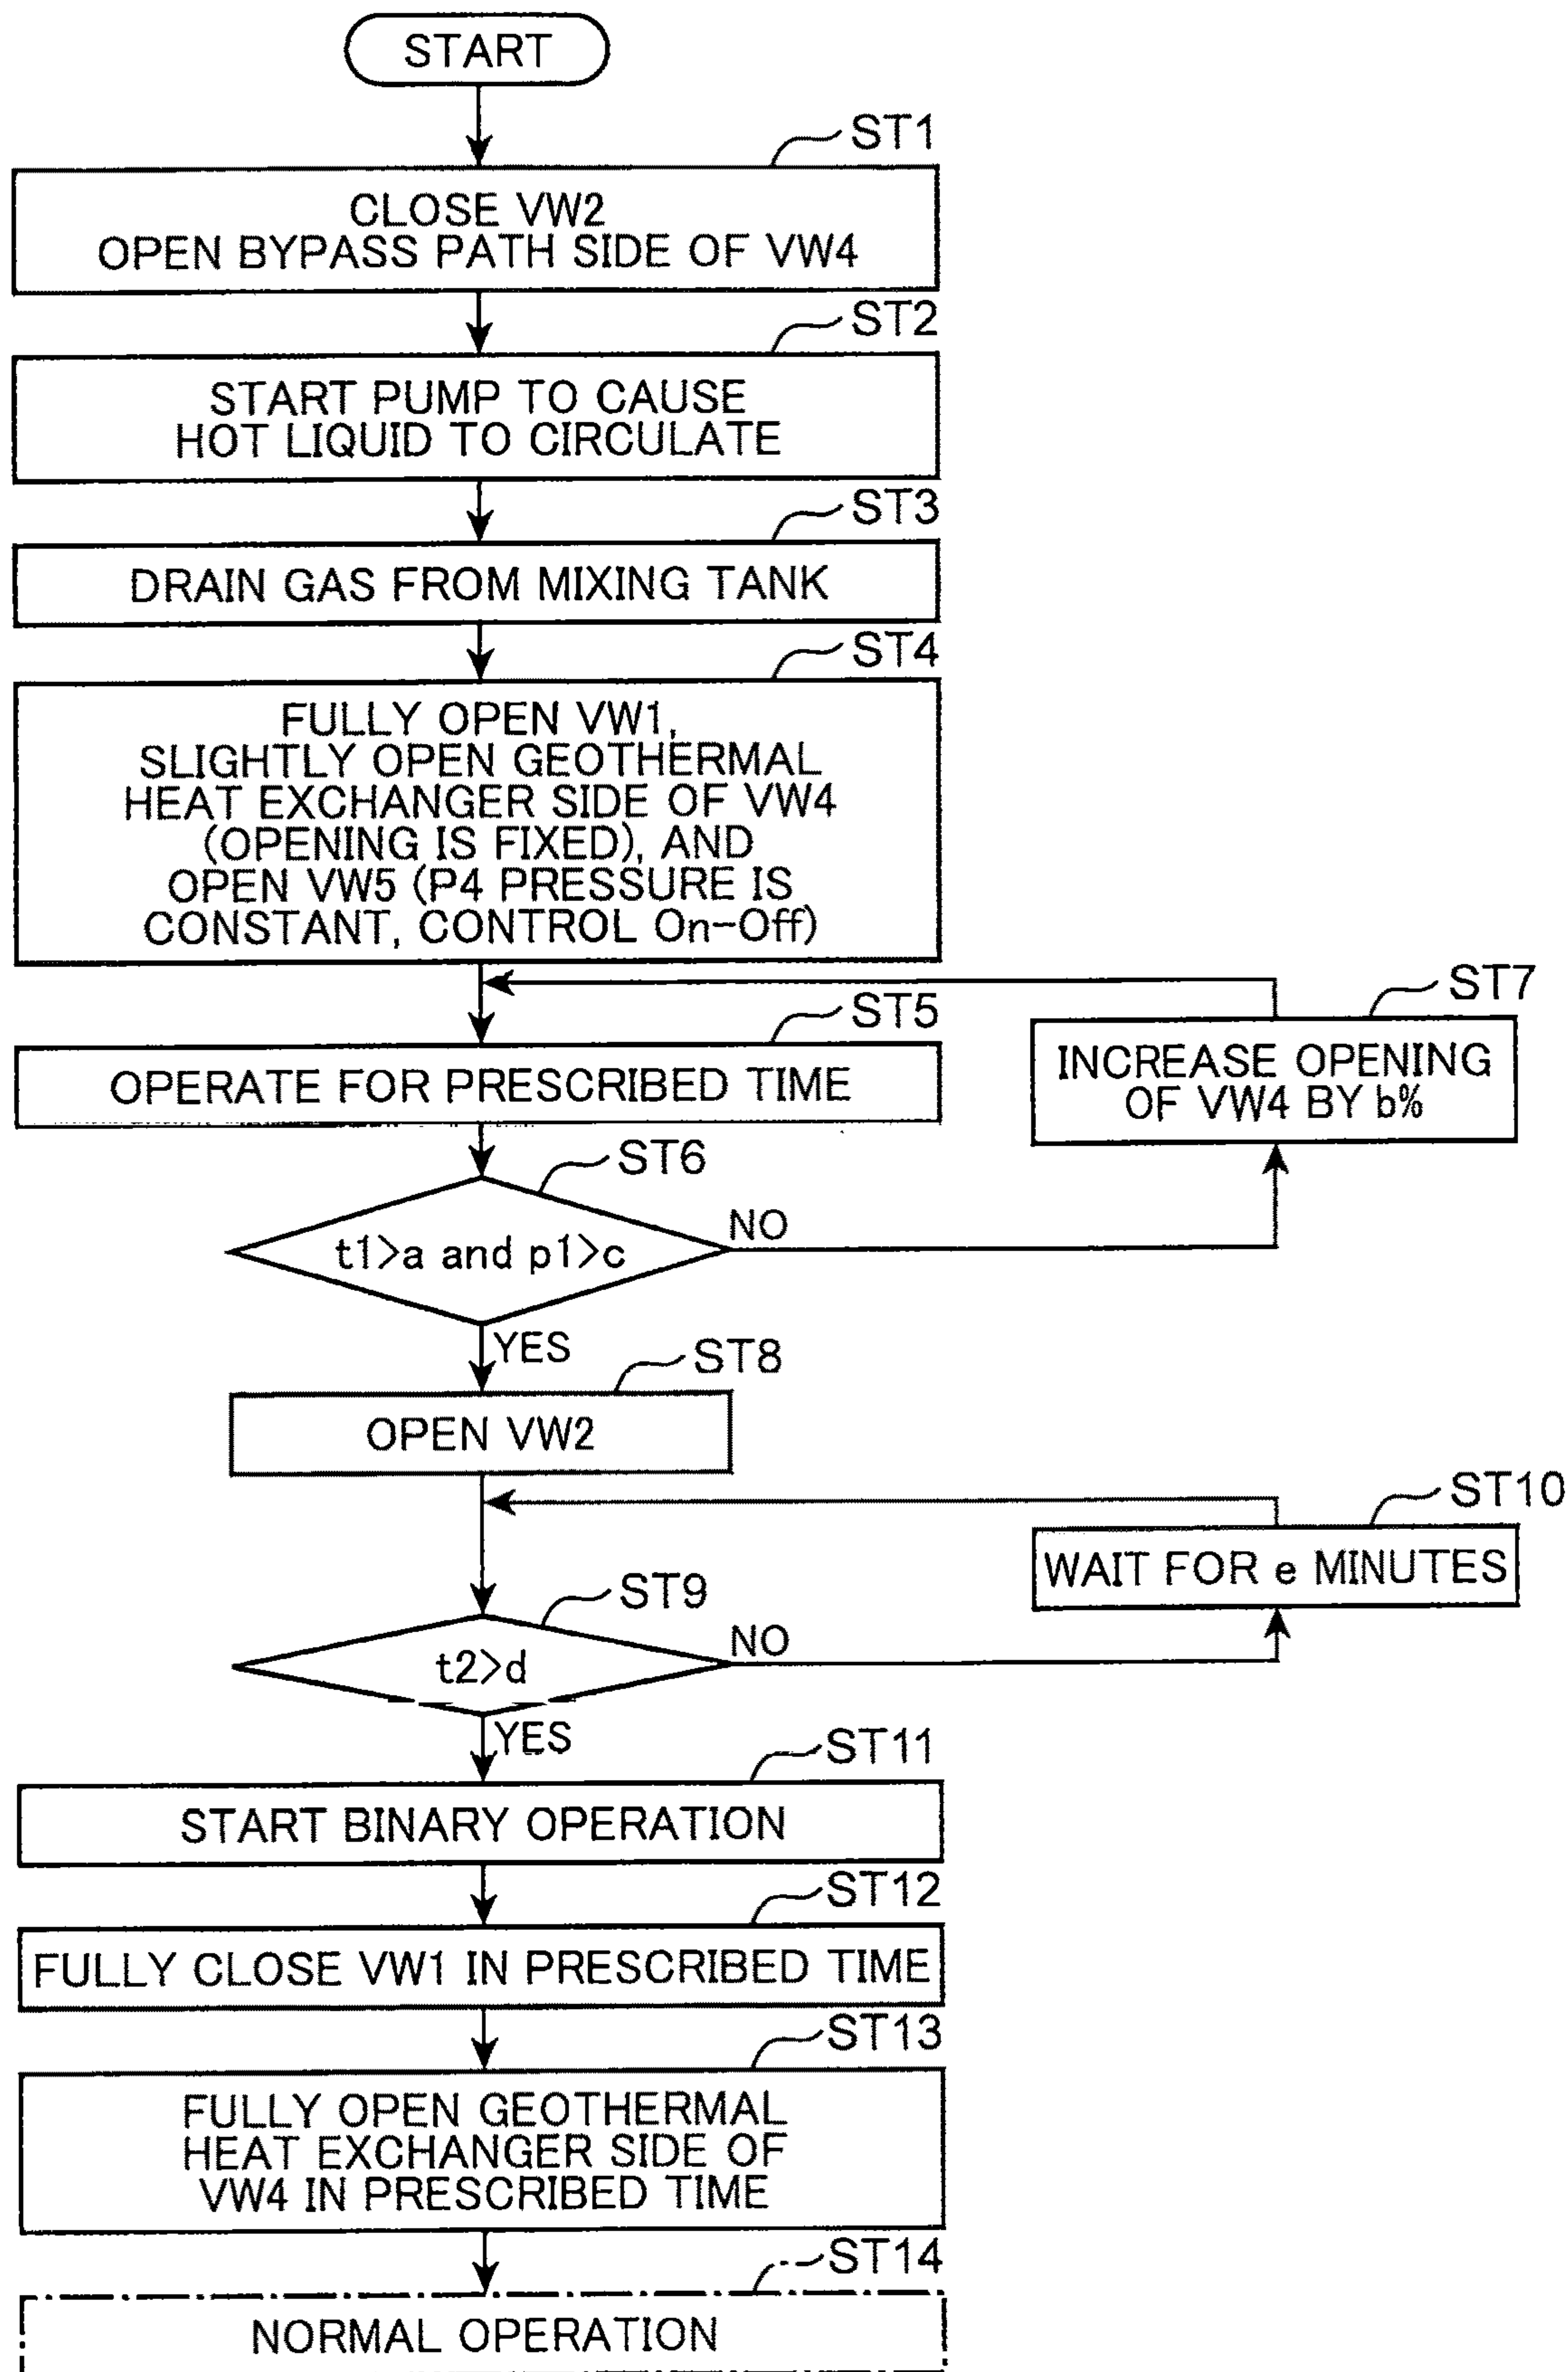 START
ST1
CLOSE VW2
OPEN BYPASS PATH SIDE OF VW4
ST2
START PUMP TO CAUSE
HOT LIQUID TO CIRCULATE
ST3
DRAIN GAS FROM MIXING TANK
ST4
FULLY OPEN VW1,
SLIGHTLY OPEN GEOTHERMAL
HEAT EXCHANGER SIDE OF VW4
(OPENING IS FIXED), AND
OPEN VW5 (P4 PRESSURE IS
CONSTANT, CONTROL On-Off)
ST5
OPERATE FOR PRESCRIBED TIME
ST7
INCREASE OPENING
OF VW4 BY b%
ST6
t1>a and p1>c
NO
YES
ST8
OPEN VW2
ST10
WAIT FOR e MINUTES
ST9
t2>d
NO
YES
ST11
START BINARY OPERATION
ST12
FULLY CLOSE VW1 IN PRESCRIBED TIME
ST13
FULLY OPEN GEOTHERMAL
HEAT EXCHANGER SIDE OF
VW4 IN PRESCRIBED TIME
ST14
NORMAL OPERATION